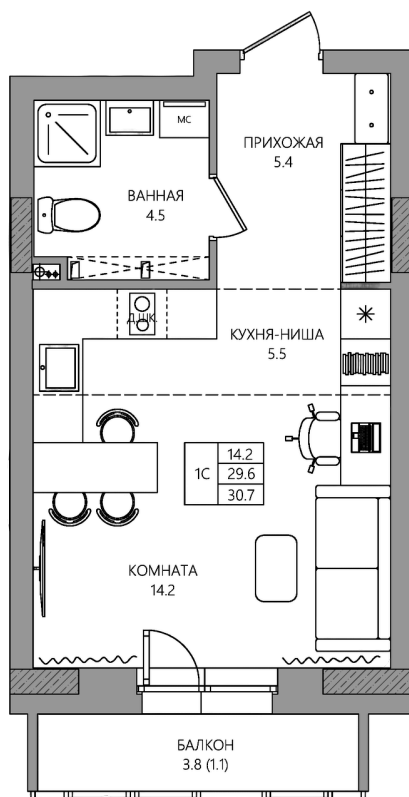 МС
ПРИХОЖАЯ
5.4
ВАННАЯ
4.5
Д.ШК.
КУХНЯ-НИША
5.5
1С
14.2
29.6
30.7
КОМНАТА
14.2
БАЛКОН
3.8 (1.1)